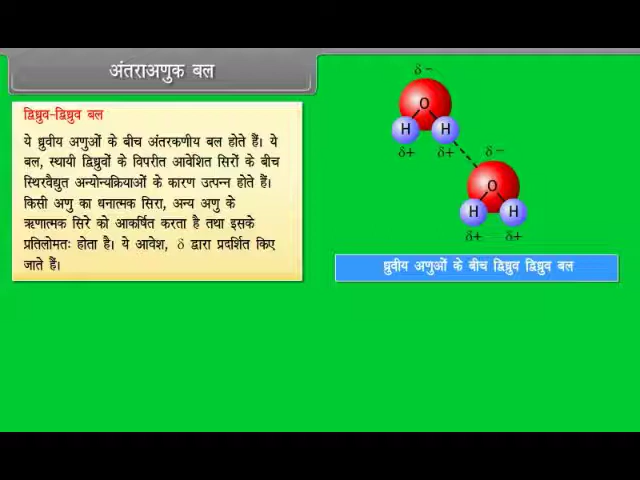 अंतराअणुक बल
द्विध्रुव-द्विध्रुव बल
ये ध्रुवीय अणुओं के बीच अंतरकणीय बल होते हैं। ये
बल, स्थायी द्विध्रुवों के विपरीत आवेशित सिरों के बीच
स्थिरवैद्युत अन्योन्यक्रियाओं के कारण उत्पन्न होते हैं।
किसी अणु का धनात्मक सिरा, अन्य अणु के
ऋणात्मक सिरे को आकर्षित करता है तथा इसके
प्रतिलोमतः होता है। ये आवेश, δ द्वारा प्रदर्शित किए
जाते हैं।
δ−
O
H H
δ+ δ+
δ−
O
H H
δ+ δ+
ध्रुवीय अणुओं के बीच द्विध्रुव द्विध्रुव बल